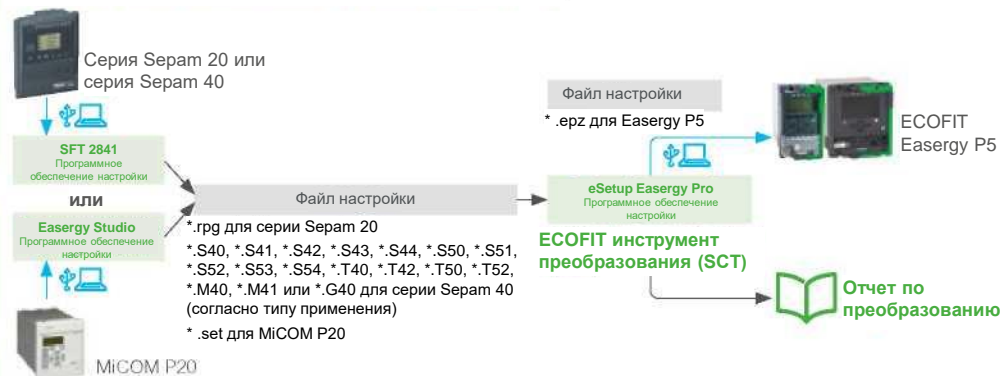 Серия Sepam 20 или
серия Sepam 40
SFT 2841
Программное
обеспечение настройки
или
Easergy Studio
Программное обеспечение
настройки
MiCOM P20
Файл настройки
*.rpg для серии Sepam 20
*.S40, *.S41, *.S42, *.S43, *.S44, *.S50, *.S51,
*.S52, *.S53, *.S54, *.T40, *.T42, *.T50, *.T52,
*.M40, *.M41 или *.G40 для серии Sepam 40
(согласно типу применения)
* .set для MiCOM P20
Файл настройки
* .epz для Easergy P5
eSetup Easergy Pro
Программное обеспечение
настройки
ECOFIT инструмент
преобразования (SCT)
ECOFIT
Easergy P5
Отчет по
преобразованию